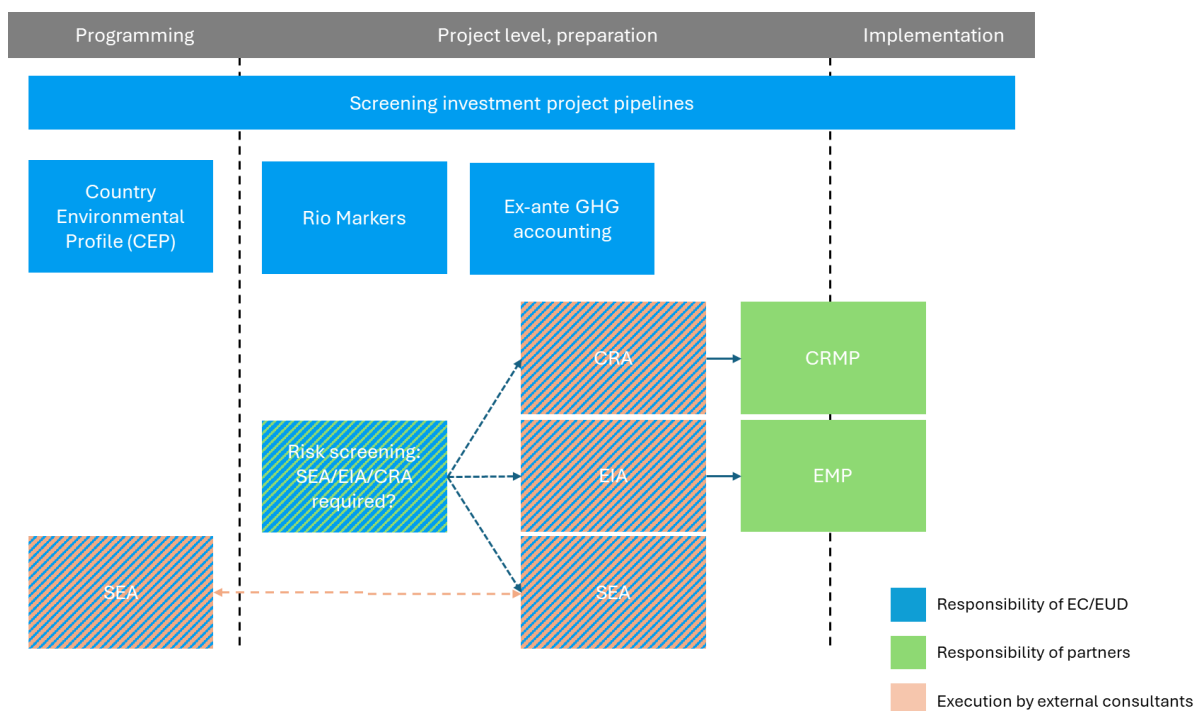 Programming
Project level, preparation
Implementation
Screening investment project pipelines
Country
Environmental
Profile (CEP)
Rio Markers
Ex-ante GHG
accounting
CRA
CRMP
Risk screening:
SEA/EIA/CRA
required?
EIA
EMP
SEA
SEA
Responsibility of EC/EUD
Responsibility of partners
Execution by external consultants